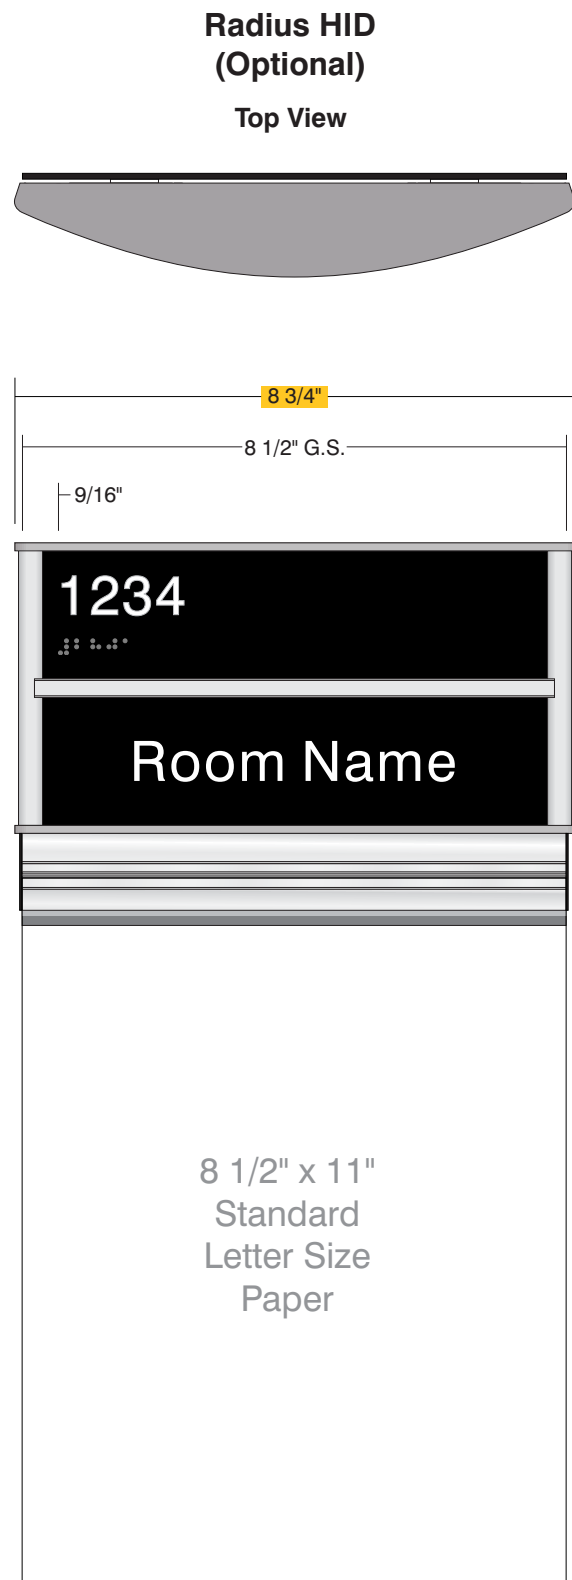 Radius HID
(Optional)
Top View
8 3/4"
8 1/2" G.S.
9/16"
1234
Room Name
8 1/2" x 11"
Standard
Letter Size
Paper